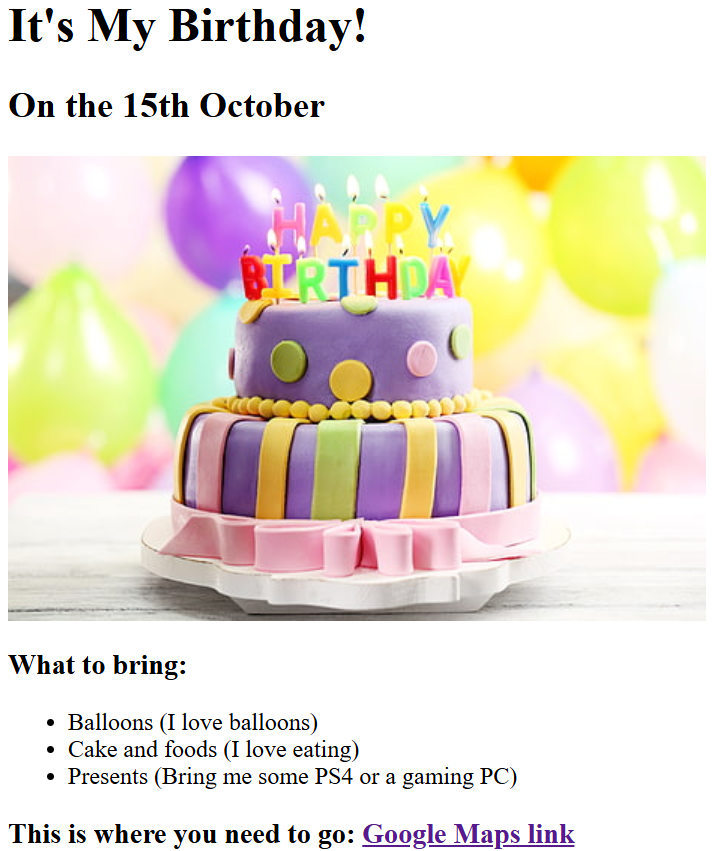 It's My Birthday!
On the 15th October
HAPPY
BIRTHDAY
What to bring:
Balloons (I love balloons)
Cake and foods (I love eating)
Presents (Bring me some PS4 or a gaming PC)
This is where you need to go: Google Maps link